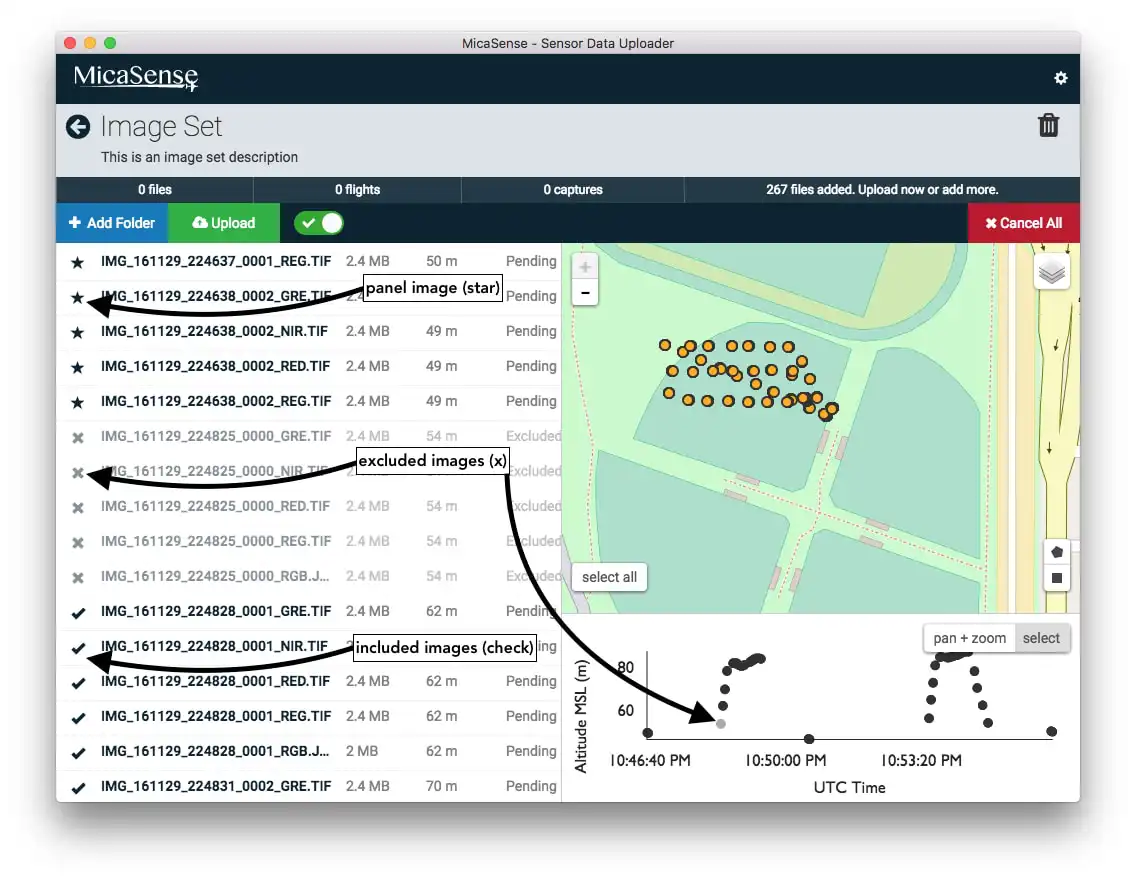 MicaSense - Sensor Data Uploader
MicaSense
Image Set
This is an image set description
0 files 0 flights 0 captures 267 files added. Upload now or add more.
+ Add Folder Upload Cancel All
IMG_161129_224637_0001_REG.TIF 2.4 MB 50 m Pending
panel image (star)
IMG_161129_224638_0002_GRE.TIF Pending
IMG_161129_224638_0002_NIR.TIF 2.4 MB 49 m Pending
IMG_161129_224638_0002_RED.TIF 2.4 MB 49 m Pending
IMG_161129_224638_0002_REG.TIF 2.4 MB 49 m Pending
IMG_161129_224825_0000_GRE.TIF 2.4 MB 54 m Excluded
excluded images (x)
IMG_161129_224825_0000_NIR.TIF Excluded
IMG_161129_224825_0000_RED.TIF 2.4 MB 54 m Excluded
IMG_161129_224825_0000_REG.TIF 2.4 MB 54 m Excluded
IMG_161129_224825_0000_RGB.J... 2.4 MB 54 m Excluded
IMG_161129_224828_0001_GRE.TIF 2.4 MB 62 m Pending
IMG_161129_224828_0001_NIR.TIF Pending
included images (check)
IMG_161129_224828_0001_RED.TIF 2.4 MB 62 m Pending
IMG_161129_224828_0001_REG.TIF 2.4 MB 62 m Pending
IMG_161129_224828_0001_RGB.J... 2 MB 62 m Pending
IMG_161129_224831_0002_GRE.TIF 2.4 MB 70 m Pending
+
−
select all
pan + zoom select
Altitude MSL (m)
80
60
10:46:40 PM 10:50:00 PM 10:53:20 PM
UTC Time